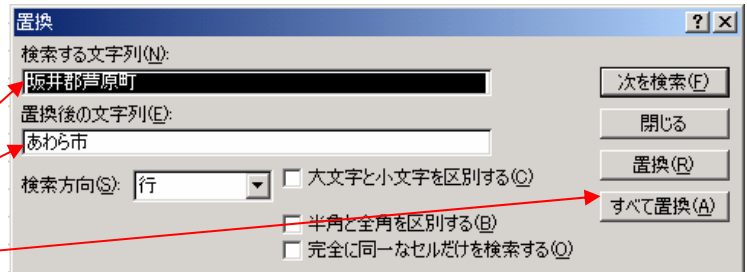 置換
検索する文字列(N):
坂井郡芦原町
次を検索(F)
置換後の文字列(E):
あわら市
閉じる
検索方向(S): 行
大文字と小文字を区別する(C)
置換(R)
すべて置換(A)
半角と全角を区別する(B)
完全に同一なセルだけを検索する(O)